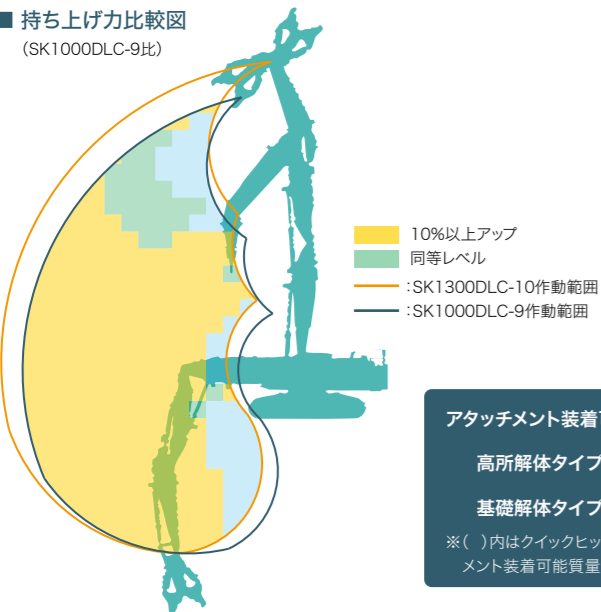 ■ 持ち上げ力比較図
（SK1000DLC-9比）
10%以上アップ
同等レベル
：SK1300DLC-10作動範囲
：SK1000DLC-9作動範囲
アタッチメント装着
高所解体タイプ
基礎解体タイプ
※（ ）内はクイックヒッ
メント装着可能質量